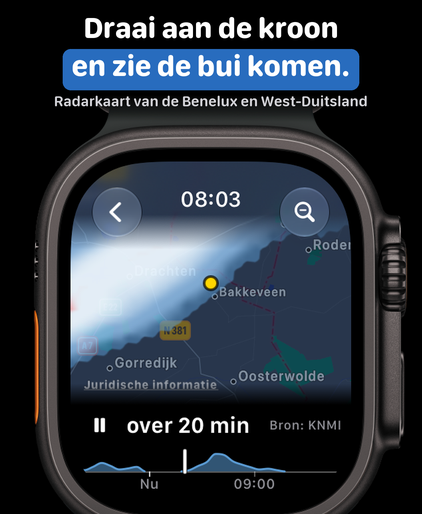 Draai aan de kroon
en zie de bui komen.
Radarkaart van de Benelux en West-Duitsland
08:03
Roden
Drachten
Bakkeveen
N381
Gorredijk
Juridische informatie
Oosterwolde
over 20 min
Bron: KNMI
Nu
09:00